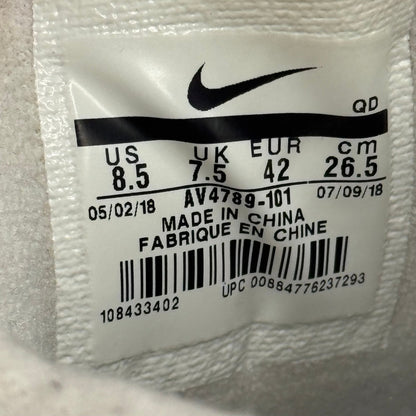 QD
US UK EUR cm
8.5 7.5 42 26.5
05/02/18 AV4789-101 07/09/18
MADE IN CHINA
FABRIQUE EN CHINE
108433402 UPC 00884776237293